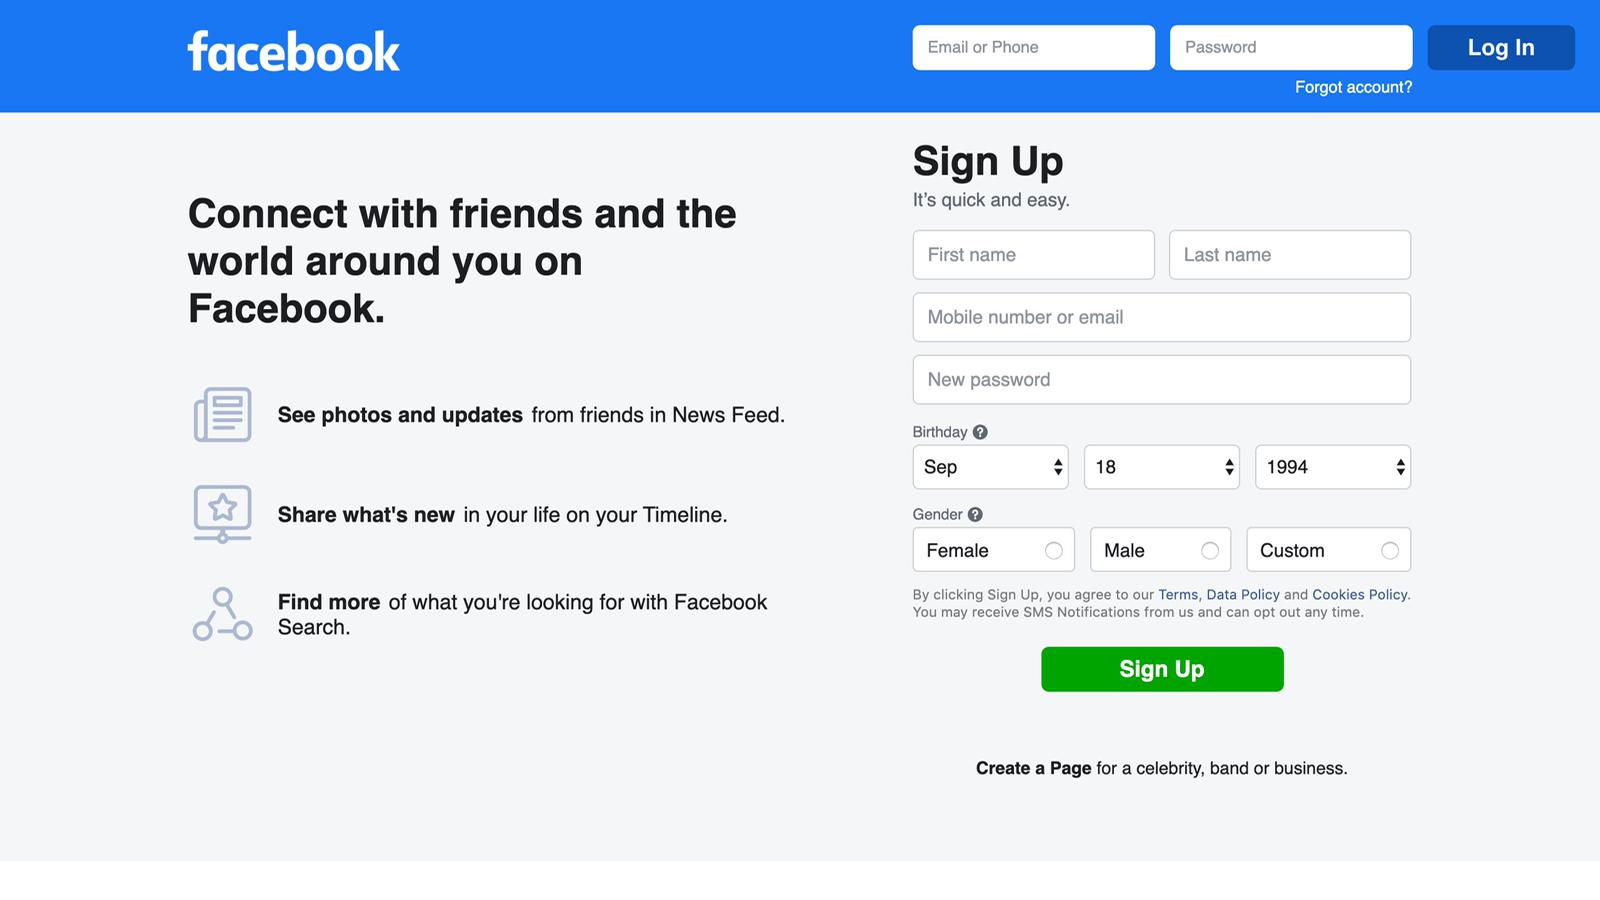 facebook
Email or Phone
Password
Log In
Forgot account?
Connect with friends and the
world around you on
Facebook.
See photos and updates from friends in News Feed.
Share what's new in your life on your Timeline.
Find more of what you're looking for with Facebook
Search.
Sign Up
It’s quick and easy.
First name
Last name
Mobile number or email
New password
Birthday ?
Sep
18
1994
Gender ?
Female
Male
Custom
By clicking Sign Up, you agree to our Terms, Data Policy and Cookies Policy.
You may receive SMS Notifications from us and can opt out any time.
Sign Up
Create a Page for a celebrity, band or business.